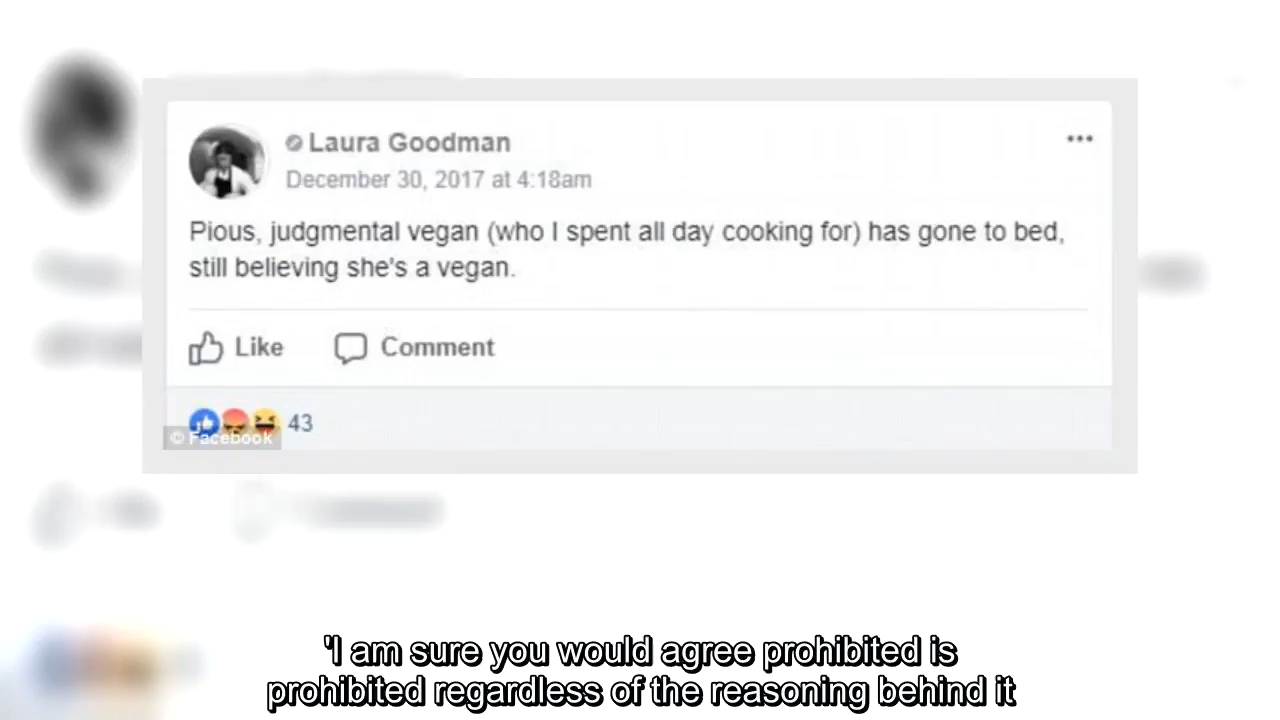 Laura Goodman
December 30, 2017 at 4:18am
Pious, judgmental vegan (who I spent all day cooking for) has gone to bed,
still believing she's a vegan.
Like Comment
43
© Facebook
'I am sure you would agree prohibited is
prohibited regardless of the reasoning behind it